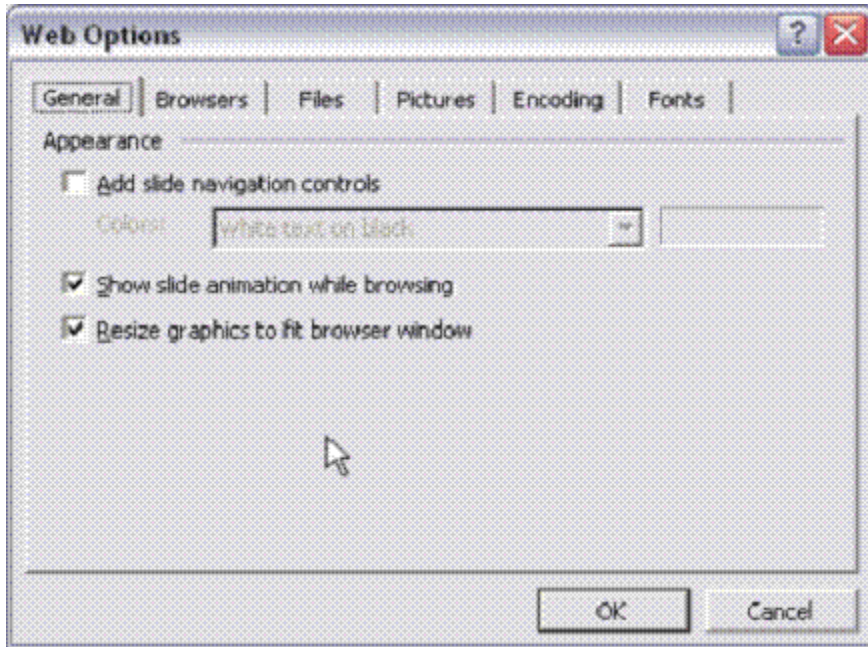 Web Options
General Browsers Files Pictures Encoding Fonts
Appearance
Add slide navigation controls
Colors: White text on black
Show slide animation while browsing
Resize graphics to fit browser window
OK Cancel